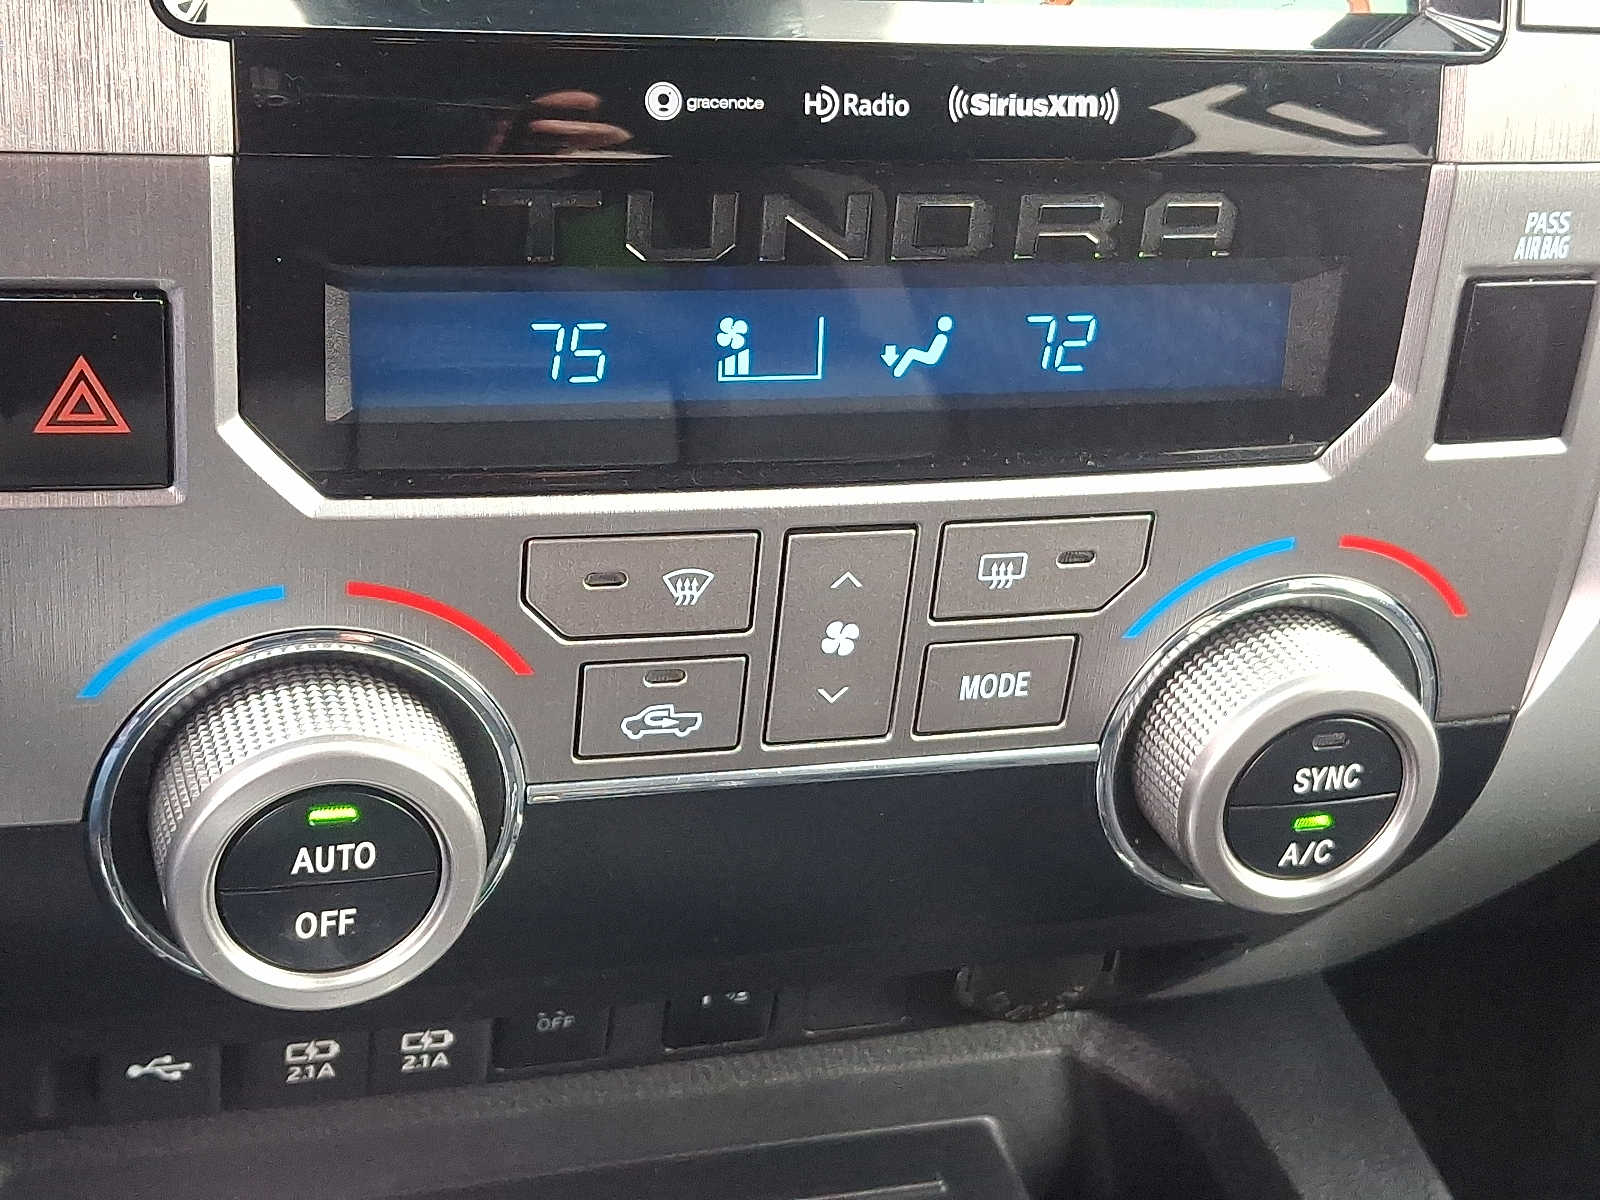 gracenote HD Radio ((SiriusXM))
TUNDRA
PASS
AIR BAG
75 72
MODE
AUTO
OFF
SYNC
A/C
OFF
2.1A 2.1A